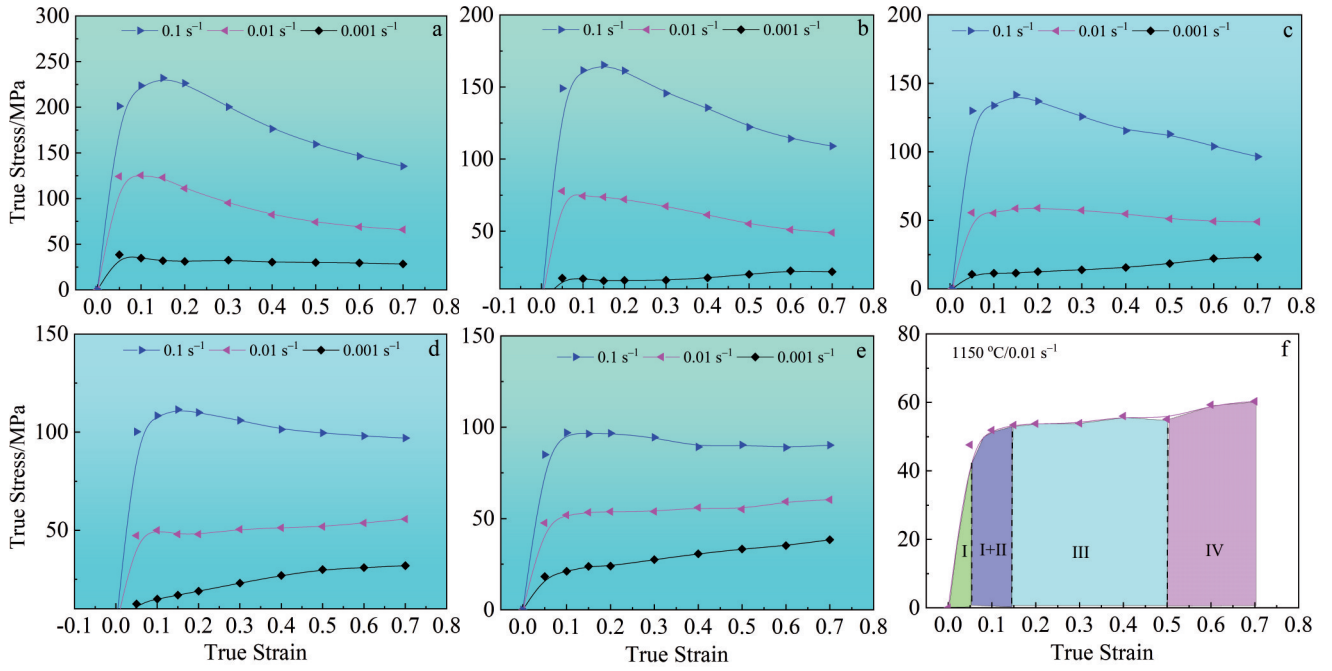 300
250
200
150
100
50
0
0.0 0.1 0.2 0.3 0.4 0.5 0.6 0.7 0.8
True Stress/MPa
0.1 s⁻¹ 0.01 s⁻¹ 0.001 s⁻¹ a
200
150
100
50
-0.1 0.0 0.1 0.2 0.3 0.4 0.5 0.6 0.7 0.8
0.1 s⁻¹ 0.01 s⁻¹ 0.001 s⁻¹ b
200
150
100
50
0
0.0 0.1 0.2 0.3 0.4 0.5 0.6 0.7 0.8
0.1 s⁻¹ 0.01 s⁻¹ 0.001 s⁻¹ c
150
100
50
-0.1 0.0 0.1 0.2 0.3 0.4 0.5 0.6 0.7 0.8
True Stress/MPa
True Strain
0.1 s⁻¹ 0.01 s⁻¹ 0.001 s⁻¹ d
150
100
50
0
0.0 0.1 0.2 0.3 0.4 0.5 0.6 0.7 0.8
True Strain
0.1 s⁻¹ 0.01 s⁻¹ 0.001 s⁻¹ e
80
60
40
20
0
0.0 0.1 0.2 0.3 0.4 0.5 0.6 0.7 0.8
True Strain
1150 °C/0.01 s⁻¹ f
I I+II III IV